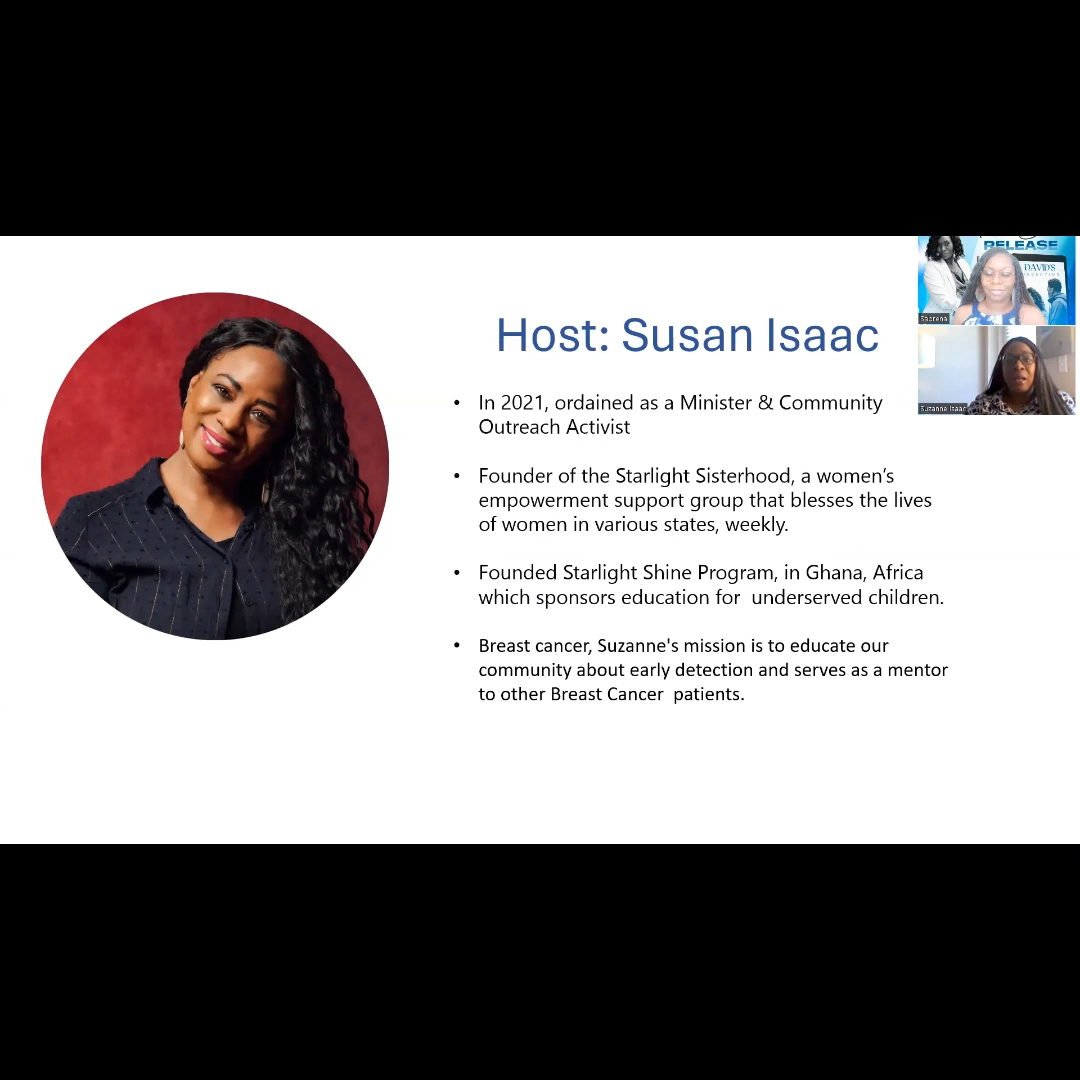 RELEASE
DAVID'S
Sabrena
Host: Susan Isaac
Suzanne Isaac
• In 2021, ordained as a Minister & Community
Outreach Activist
• Founder of the Starlight Sisterhood, a women's
empowerment support group that blesses the lives
of women in various states, weekly.
• Founded Starlight Shine Program, in Ghana, Africa
which sponsors education for  underserved children.
• Breast cancer, Suzanne's mission is to educate our
community about early detection and serves as a mentor
to other Breast Cancer  patients.